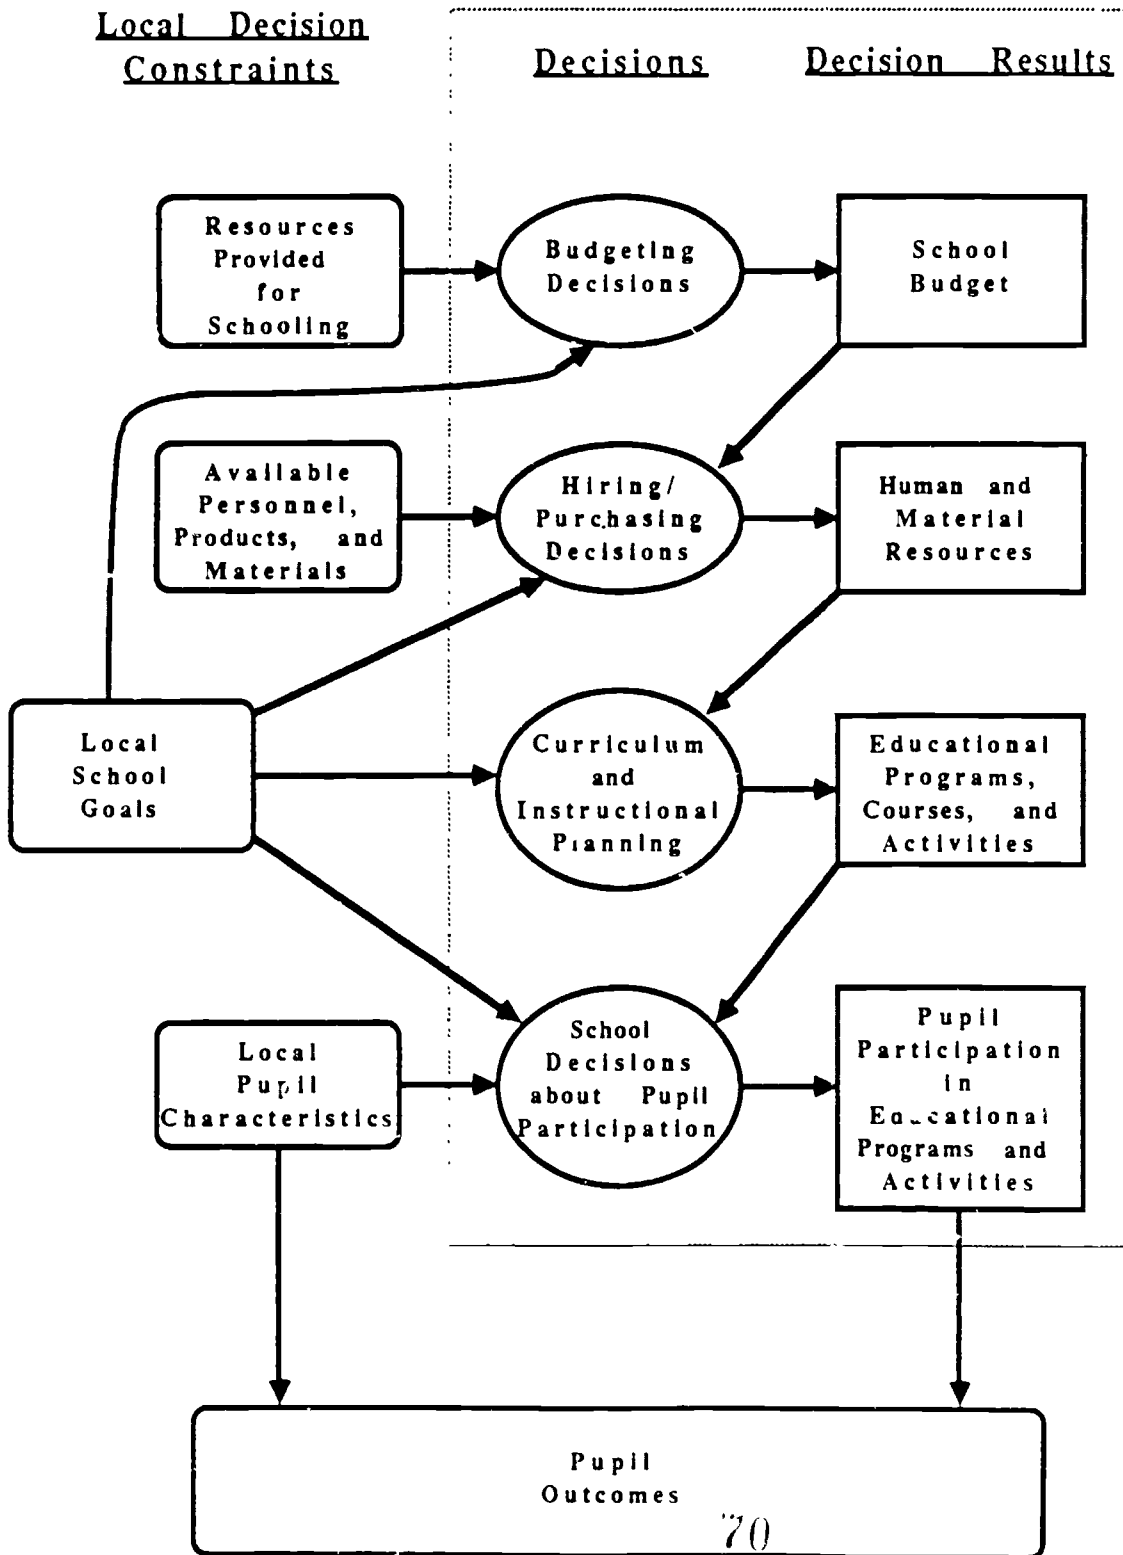 Local Decision
Constraints
Decisions
Decision Results
Resources
Provided
for
Schooling
Budgeting
Decisions
School
Budget
Available
Personnel,
Products, and
Materials
Hiring/
Purchasing
Decisions
Human and
Material
Resources
Local
School
Goals
Curriculum
and
Instructional
Planning
Educational
Programs,
Courses, and
Activities
Local
Pupil
Characteristics
School
Decisions
about Pupil
Participation
Pupil
Participation
in
Educational
Programs and
Activities
Pupil
Outcomes
70